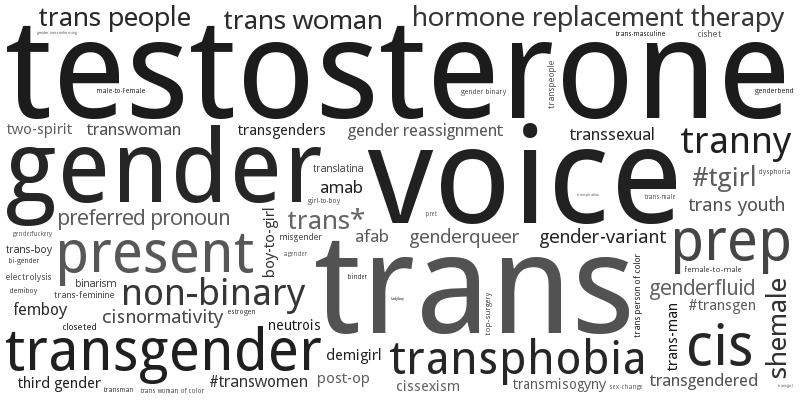 trans people
trans woman
hormone replacement therapy
gender nonconforming
trans-masculine
cishet
testosterone
transpeople
male-to-female
gender binary
genderbend
two-spirit
transwoman
transgenders
gender reassignment
transsexual
tranny
gender
voice
translatina
amab
#tgirl
dysphoria
girl-to-boy
trans-male
trans youth
preferred pronoun
boy-to-girl
trans*
pret
genderfuckery
misgender
afab
genderqueer
gender-variant
prep
trans-boy
present
agender
trans
bi-gender
female-to-male
electrolysis
binarism
non-binary
binder
trans person of color
genderfluid
shemale
demiboy
trans-feminine
ladyboy
top-surgery
#transgen
femboy
cisnormativity
estrogen
trans-man
closeted
neutrois
cis
transgender
demigirl
transphobia
third gender
#transwomen
post-op
cissexism
transmisogyny
sex-change
transgendered
transman
trans woman of color